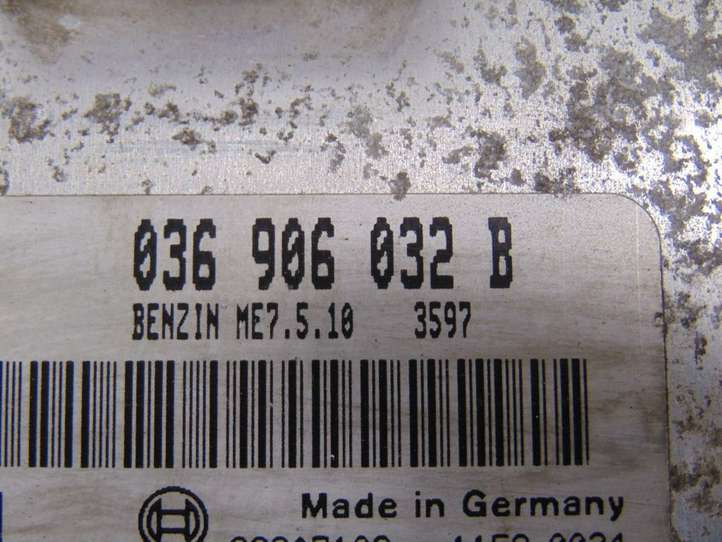 036 906 032 B
BENZIN ME7.5.10 3597
Made in Germany